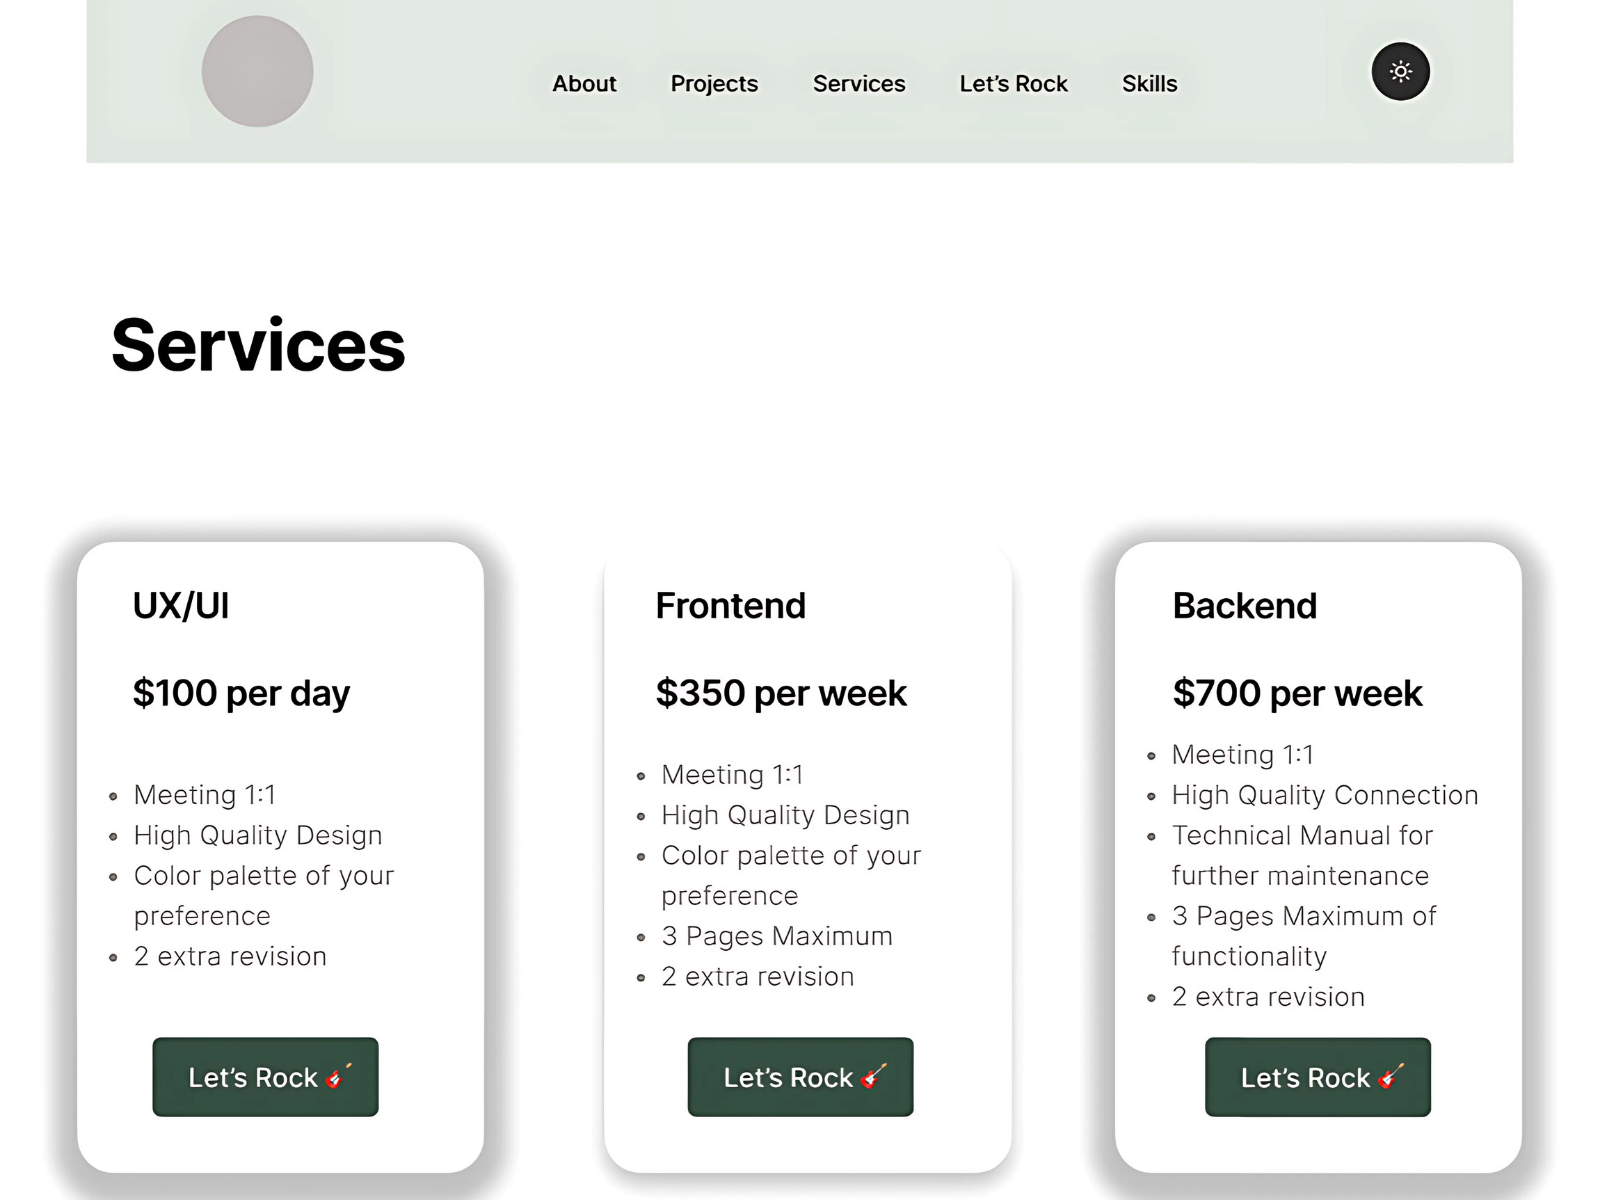 About Projects Services Let's Rock Skills
Services
UX/UI
$100 per day
Meeting 1:1
High Quality Design
Color palette of your
preference
2 extra revision
Let's Rock 🎸
Frontend
$350 per week
Meeting 1:1
High Quality Design
Color palette of your
preference
3 Pages Maximum
2 extra revision
Let's Rock 🎸
Backend
$700 per week
Meeting 1:1
High Quality Connection
Technical Manual for
further maintenance
3 Pages Maximum of
functionality
2 extra revision
Let's Rock 🎸